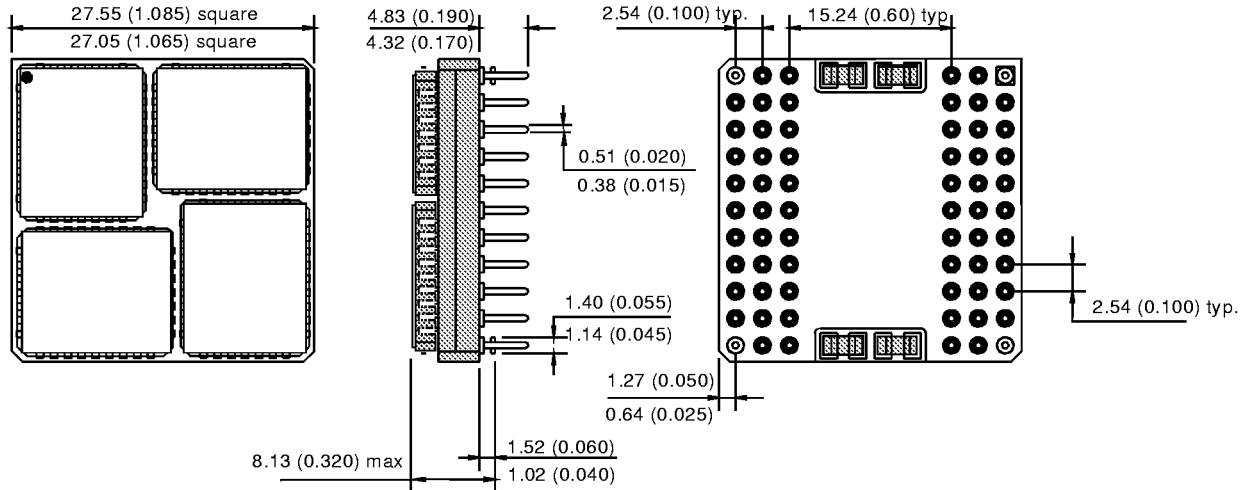 27.55 (1.085) square
27.05 (1.065) square
4.83 (0.190)
4.32 (0.170)
2.54 (0.100) typ.
15.24 (0.60) typ
0.51 (0.020)
0.38 (0.015)
1.40 (0.055)
1.14 (0.045)
2.54 (0.100) typ.
1.27 (0.050)
0.64 (0.025)
1.52 (0.060)
1.02 (0.040)
8.13 (0.320) max